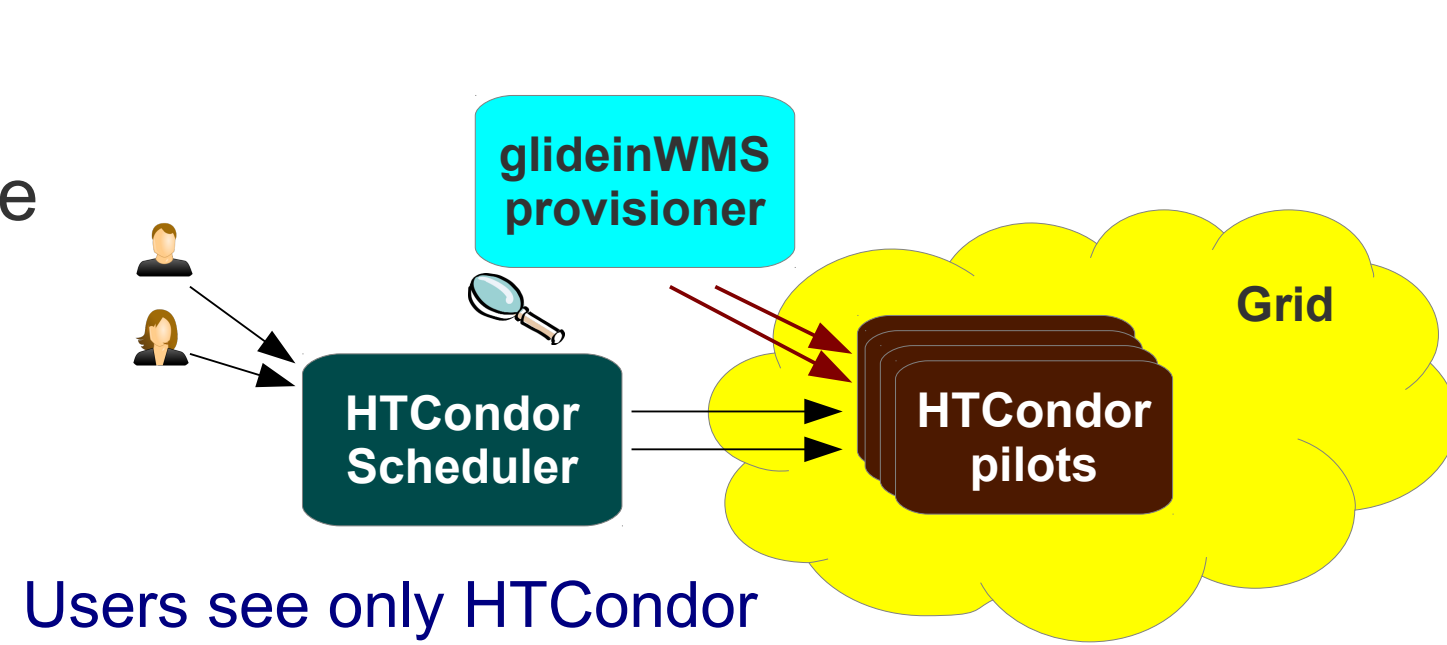 glideinWMS
provisioner
e
Grid
HTCondor
Scheduler
HTCondor
pilots
Users see only HTCondor